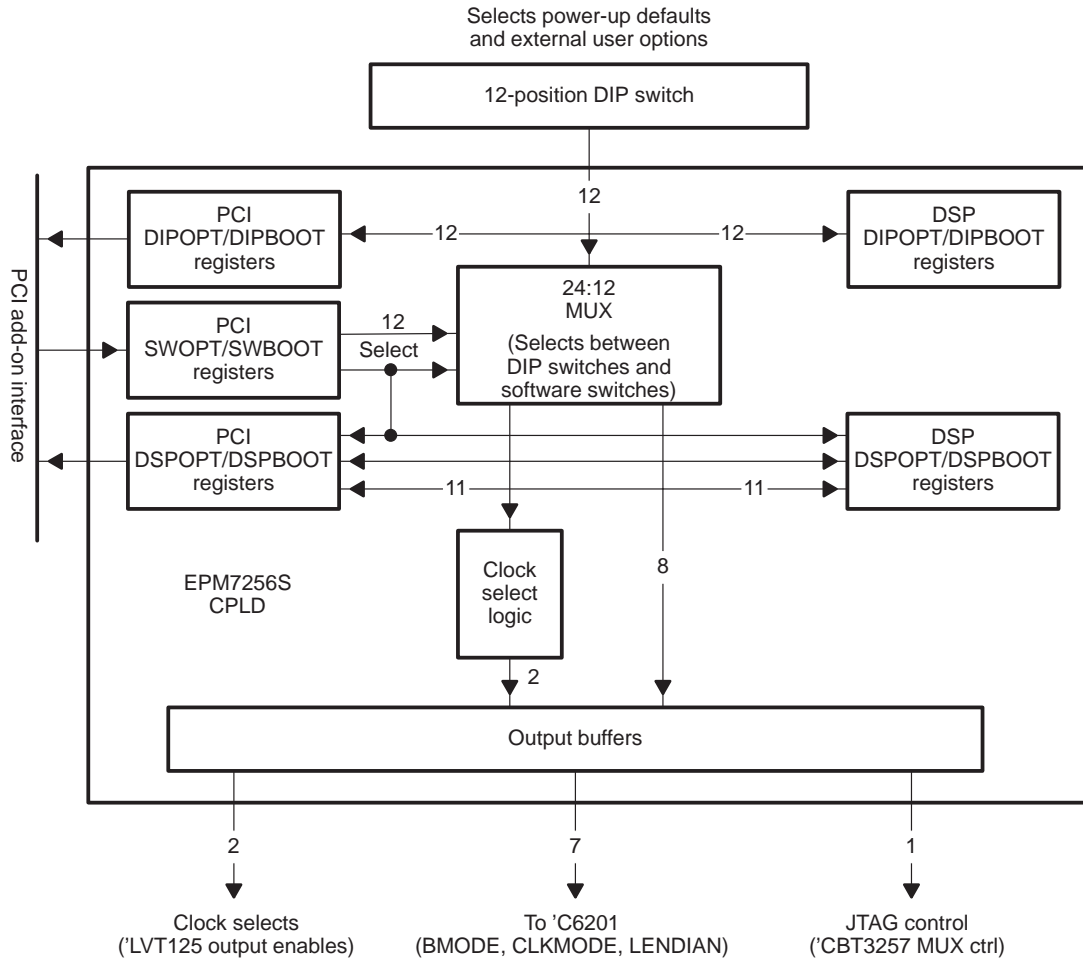 Selects power-up defaults
and external user options
12-position DIP switch
12
PCI
DIPOPT/DIPBOOT
registers
12
12
DSP
DIPOPT/DIPBOOT
registers
PCI add-on interface
PCI
SWOPT/SWBOOT
registers
12
Select
24:12
MUX
(Selects between
DIP switches and
software switches)
PCI
DSPOPT/DSPBOOT
registers
11
11
DSP
DSPOPT/DSPBOOT
registers
EPM7256S
CPLD
Clock
select
logic
8
2
Output buffers
2
7
1
Clock selects
('LVT125 output enables)
To 'C6201
(BMODE, CLKMODE, LENDIAN)
JTAG control
('CBT3257 MUX ctrl)